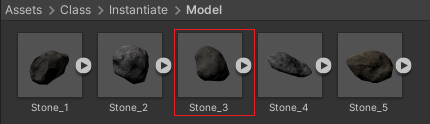 Assets > Class > Instantiate > Model
Stone_1 Stone_2 Stone_3 Stone_4 Stone_5